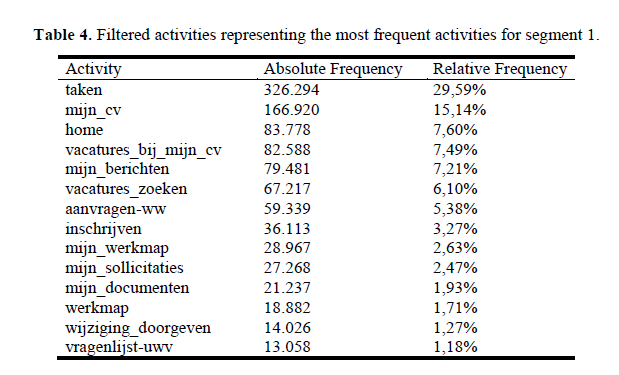 Table 4. Filtered activities representing the most frequent activities for segment 1.
Activity Absolute Frequency Relative Frequency
taken 326.294 29,59%
mijn_cv 166.920 15,14%
home 83.778 7,60%
vacatures_bij_mijn_cv 82.588 7,49%
mijn_berichten 79.481 7,21%
vacatures_zoeken 67.217 6,10%
aanvragen-ww 59.339 5,38%
inschrijven 36.113 3,27%
mijn_werkmap 28.967 2,63%
mijn_sollicitaties 27.268 2,47%
mijn_documenten 21.237 1,93%
werkmap 18.882 1,71%
wijziging_doorgeven 14.026 1,27%
vragenlijst-uwv 13.058 1,18%